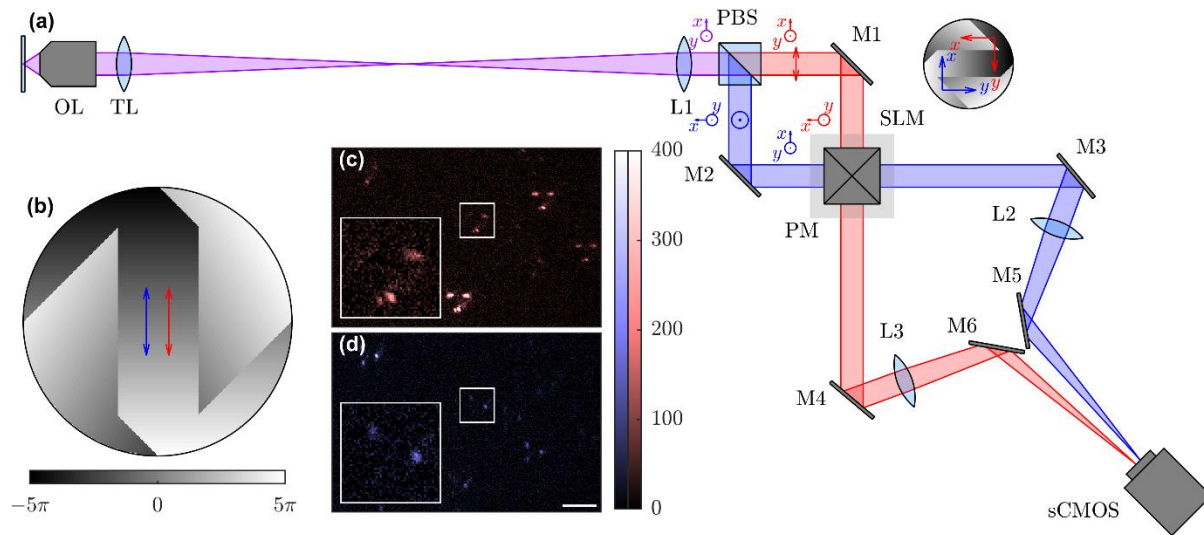 (a)
OL
TL
L1
x
y
PBS
x
y
M1
x
x
y
y
x
y
x
y
x
y
SLM
M2
PM
M3
L2
M5
M6
L3
M4
sCMOS
(b)
−5π
0
5π
(c)
(d)
400
300
200
100
0